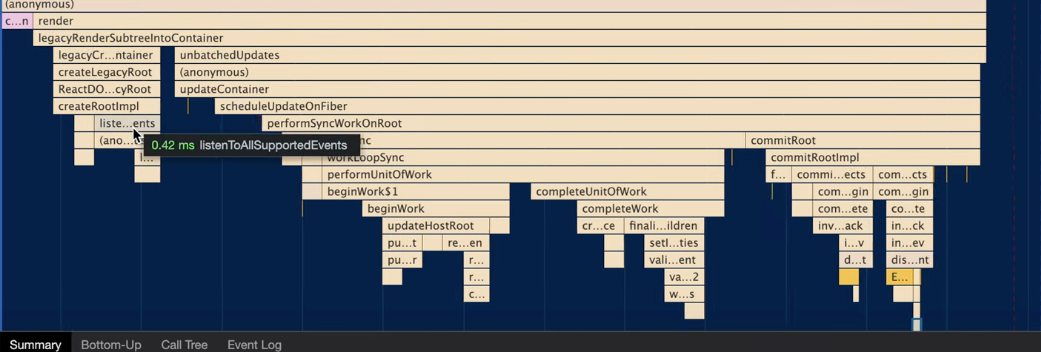 (anonymous)
c...n render
legacyRenderSubtreeIntoContainer
legacyCr...ntainer unbatchedUpdates
createLegacyRoot (anonymous)
ReactDO...cyRoot updateContainer
createRootImpl scheduleUpdateOnFiber
liste...ents performSyncWorkOnRoot
(ano... 0.42 ms listenToAllSupportedEvents commitRoot
workLoopSync commitRootImpl
performUnitOfWork f... commi...ects com...cts
beginWork$1 completeUnitOfWork com...gin com...gin
beginWork completeWork com...ete co...te
updateHostRoot cr...ce finali...ildren inv...ack in...ck
pu...t re...en setI...ties i...v in...ev
pu...r r... vali...ent d...t dis...nt
r... va...2 E...
c... w...s
Summary Bottom-Up Call Tree Event Log